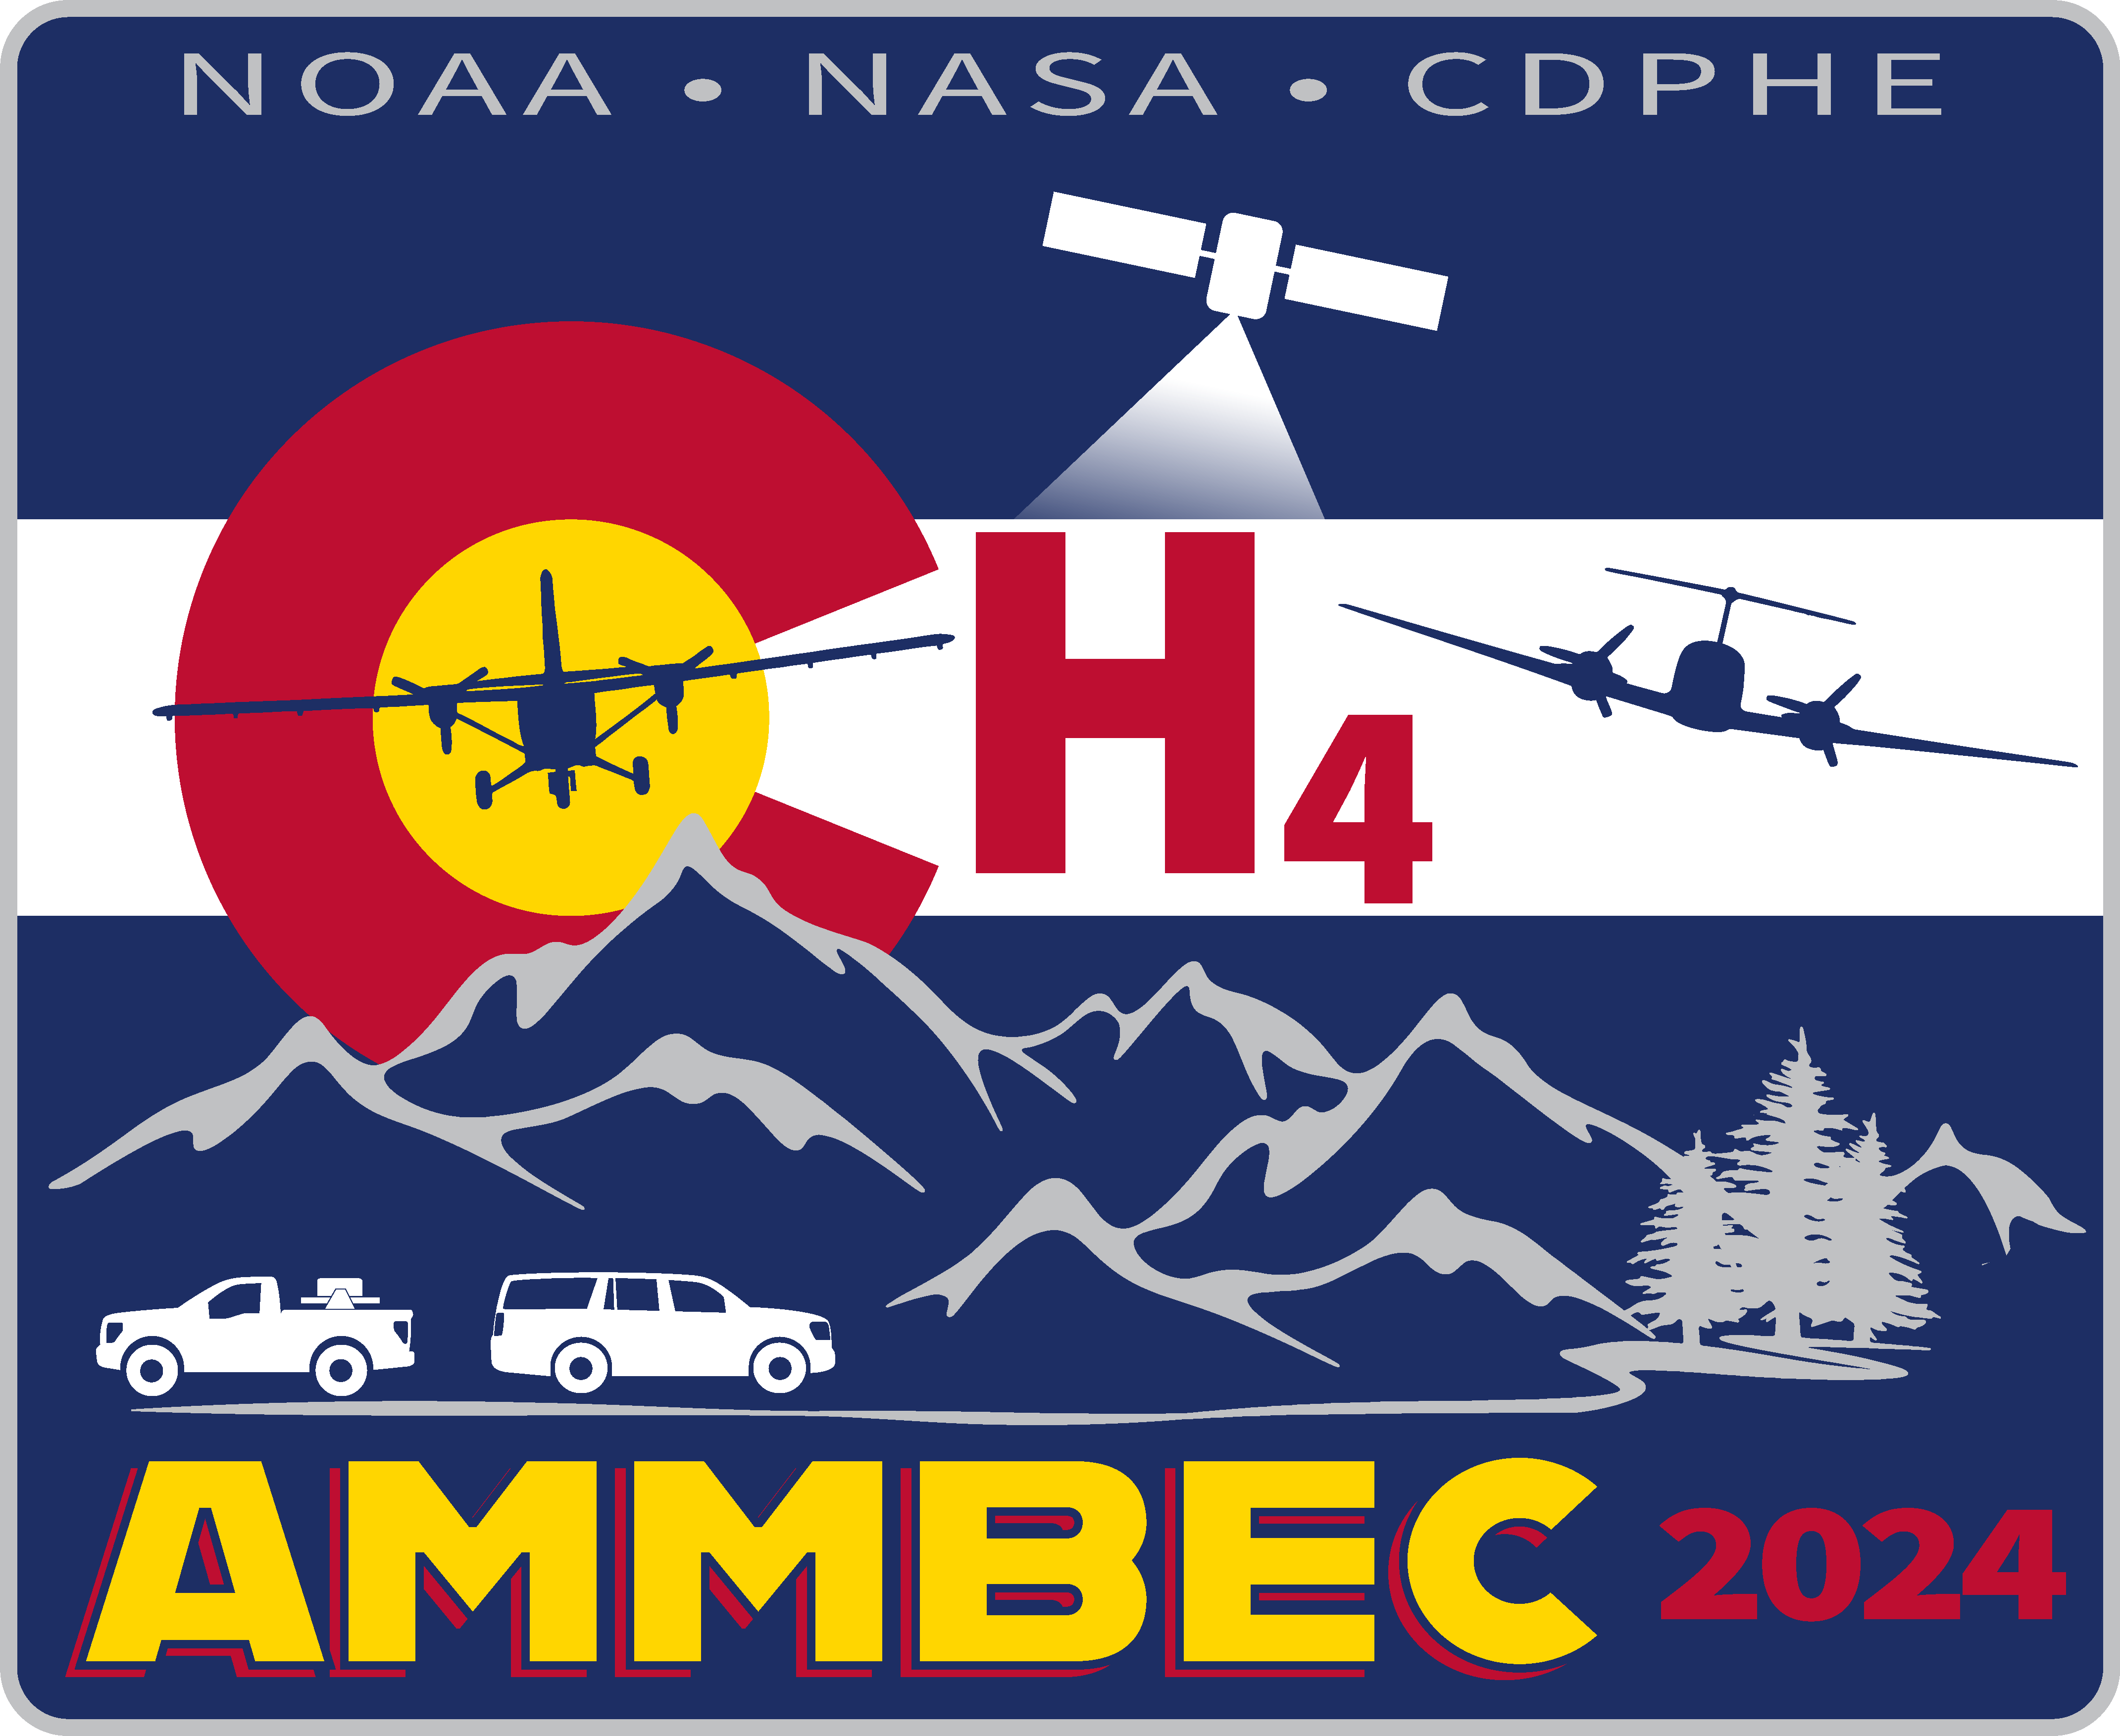 NOAA • NASA • CDPHE
CH4
AMMBEC 2024